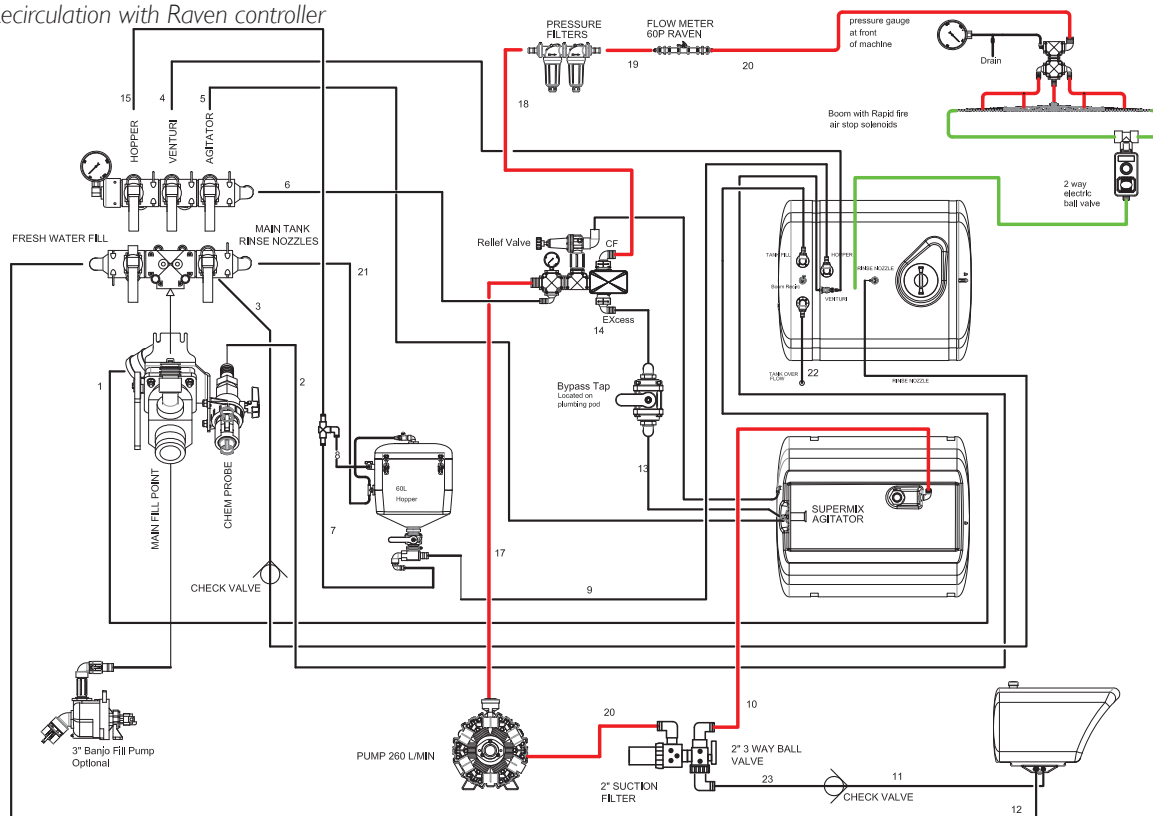 Recirculation with Raven controller
PRESSURE
FILTERS
FLOW METER
60P RAVEN
pressure gauge
at front
of machine
19
20
18
Drain
Boom with Rapid fire
air stop solenoids
2 way
electric
ball valve
15
4
5
HOPPER
VENTURI
AGITATOR
6
FRESH WATER FILL
MAIN TANK
RINSE NOZZLES
21
3
Relief Valve
CF
EXcess
14
TANK FILL
HOPPER
Boom Recirc
RINSE NOZZLE
VENTURI
TANK OVER
FLOW
22
RINSE NOZZLE
1
2
MAIN FILL POINT
CHEM PROBE
Bypass Tap
Located on
plumbing pod
13
8
60L
Hopper
7
SUPERMIX
AGITATOR
17
9
CHECK VALVE
3" Banjo Fill Pump
Optional
PUMP 260 L/MIN
20
10
2" 3 WAY BALL
VALVE
2" SUCTION
FILTER
23
11
CHECK VALVE
12